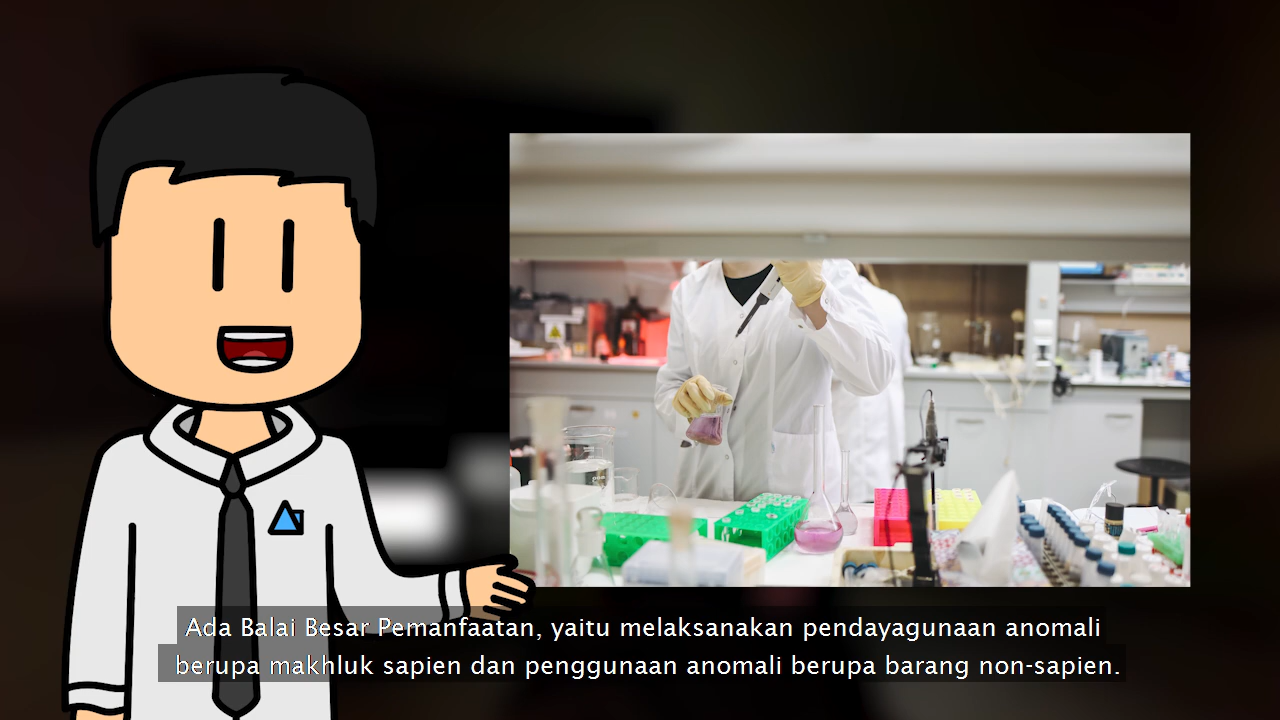 Ada Balai Besar Pemanfaatan, yaitu melaksanakan pendayagunaan anomali
berupa makhluk sapien dan penggunaan anomali berupa barang non-sapien.